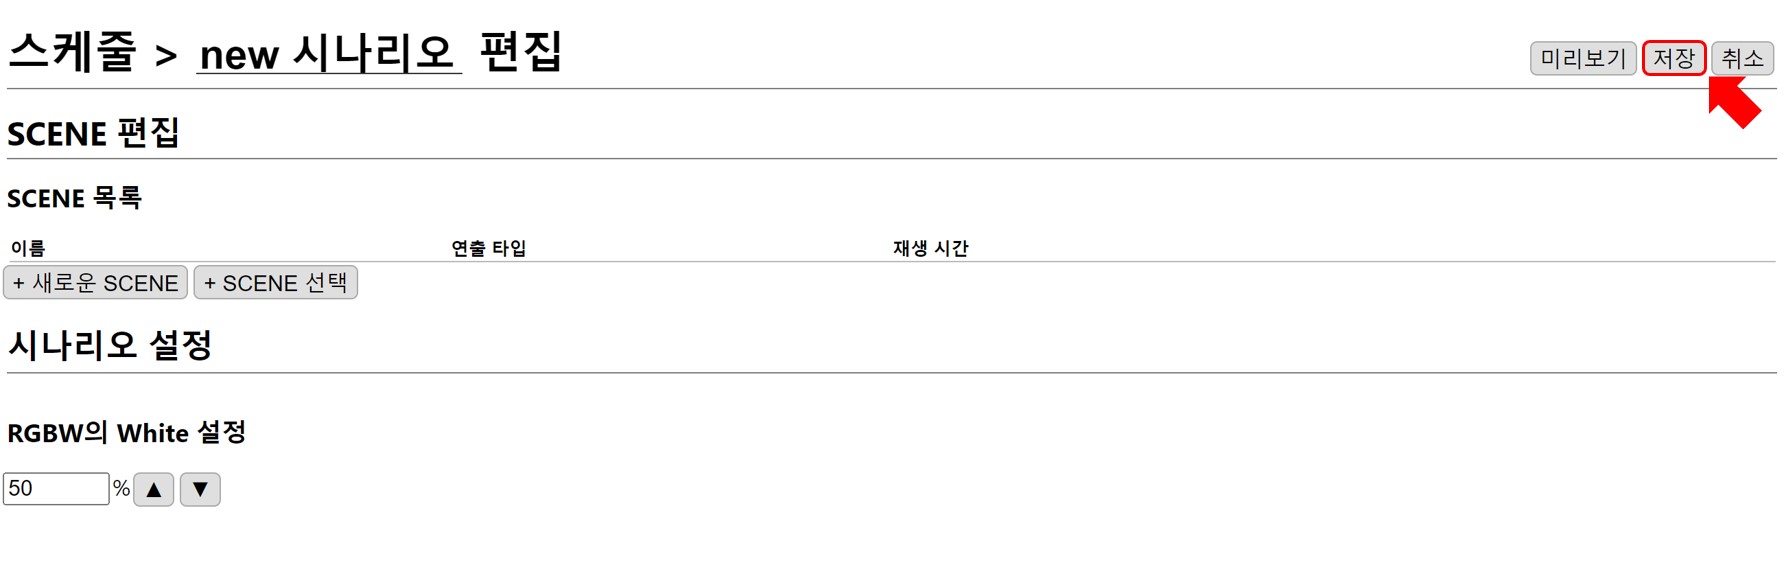 스케줄 > new 시나리오 편집
미리보기 저장 취소
SCENE 편집
SCENE 목록
이름 연출 타입 재생 시간
+ 새로운 SCENE + SCENE 선택
시나리오 설정
RGBW의 White 설정
50 % ▲ ▼